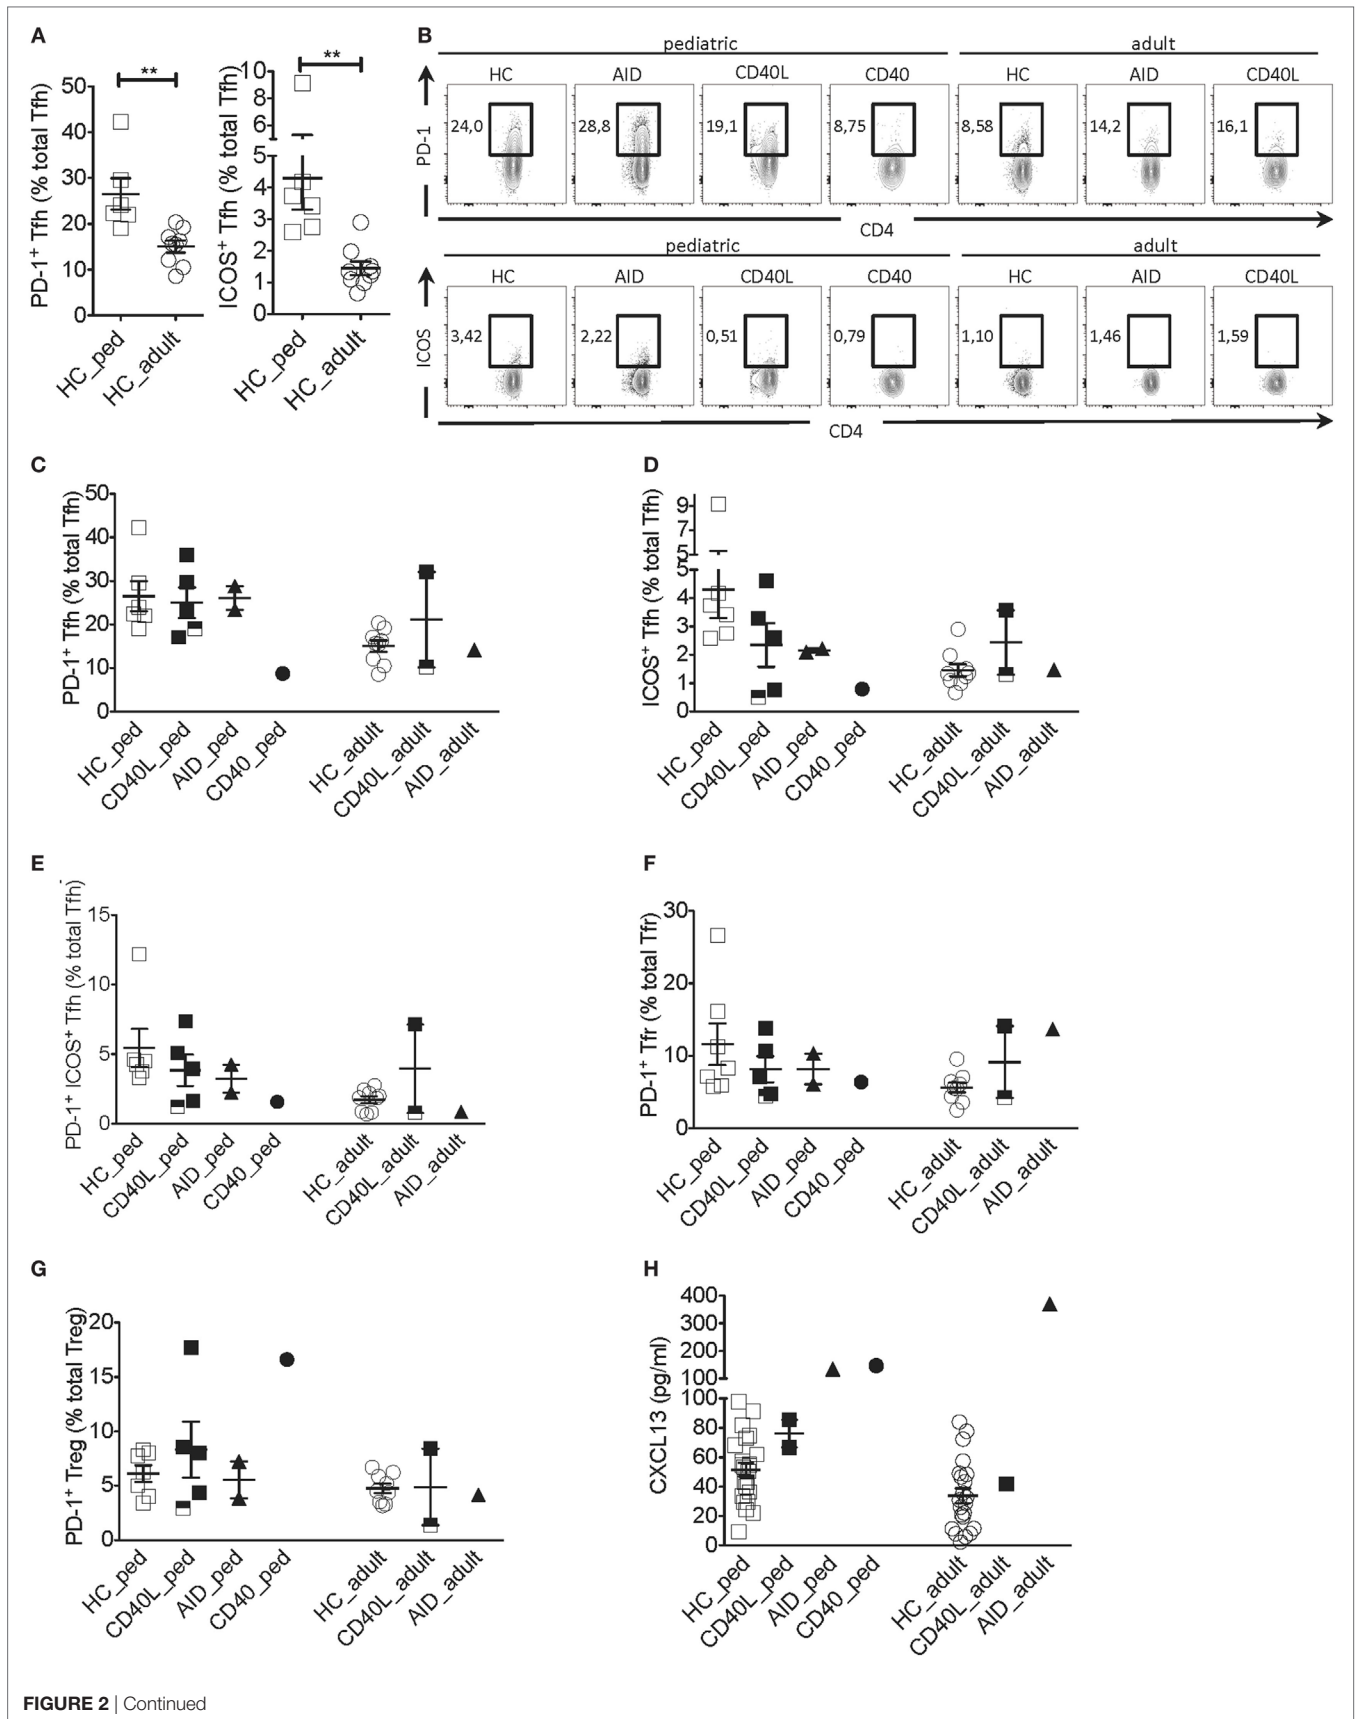 A
PD-1+ Tfh (% total Tfh)
50
40
30
20
10
0
**
HC_ped
HC_adult
ICOS+ Tfh (% total Tfh)
10
8
6
5
4
3
2
1
0
**
HC_ped
HC_adult
B
pediatric
adult
HC
AID
CD40L
CD40
HC
AID
CD40L
PD-1
24,0
28,8
19,1
8,75
8,58
14,2
16,1
CD4
pediatric
adult
HC
AID
CD40L
CD40
HC
AID
CD40L
ICOS
3,42
2,22
0,51
0,79
1,10
1,46
1,59
CD4
C
PD-1+ Tfh (% total Tfh)
50
40
30
20
10
0
HC_ped
CD40L_ped
AID_ped
CD40_ped
HC_adult
CD40L_adult
AID_adult
D
ICOS+ Tfh (% total Tfh)
9
7
5
5
4
3
2
1
0
HC_ped
CD40L_ped
AID_ped
CD40_ped
HC_adult
CD40L_adult
AID_adult
E
PD-1+ ICOS+ Tfh (% total Tfh)
15
10
5
0
HC_ped
CD40L_ped
AID_ped
CD40_ped
HC_adult
CD40L_adult
AID_adult
F
PD-1+ Tfr (% total Tfr)
30
20
10
0
HC_ped
CD40L_ped
AID_ped
CD40_ped
HC_adult
CD40L_adult
AID_adult
G
PD-1+ Treg (% total Treg)
20
15
10
5
0
HC_ped
CD40L_ped
AID_ped
CD40_ped
HC_adult
CD40L_adult
AID_adult
H
CXCL13 (pg/ml)
400
300
200
100
100
80
60
40
20
0
HC_ped
CD40L_ped
AID_ped
CD40_ped
HC_adult
CD40L_adult
AID_adult
FIGURE 2 | Continued